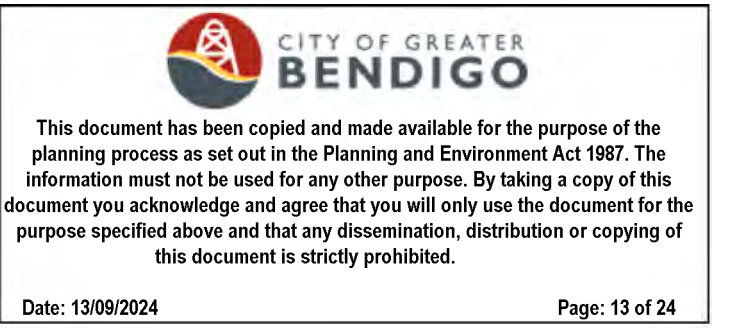 CITY OF GREATER
BENDIGO
This document has been copied and made available for the purpose of the
planning process as set out in the Planning and Environment Act 1987. The
information must not be used for any other purpose. By taking a copy of this
document you acknowledge and agree that you will only use the document for the
purpose specified above and that any dissemination, distribution or copying of
this document is strictly prohibited.
Date: 13/09/2024 Page: 13 of 24